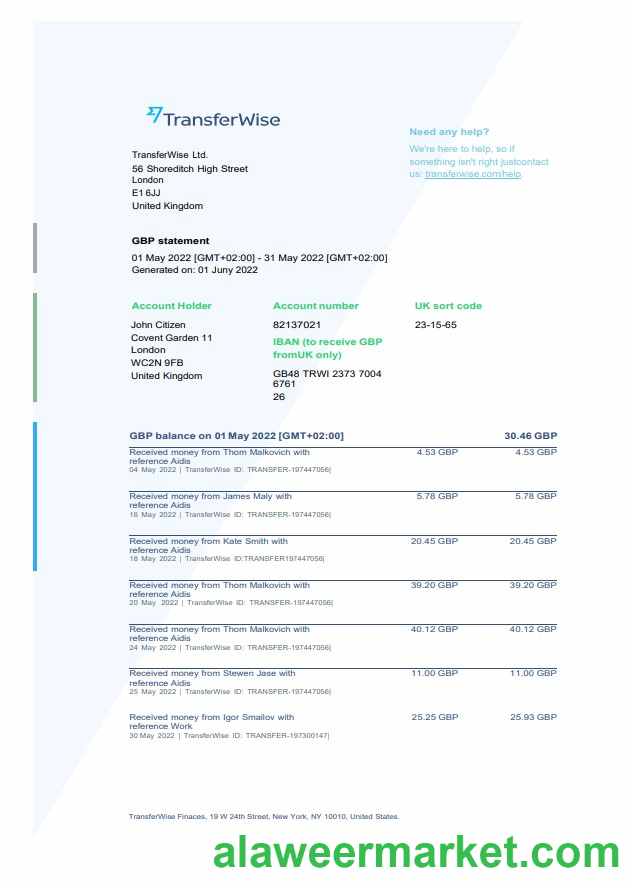 TransferWise
Need any help?
We're here to help, so if
something isn't right justcontact
us: transferwise.com/help.
TransferWise Ltd.
56 Shoreditch High Street
London
E1 6JJ
United Kingdom
GBP statement
01 May 2022 [GMT+02:00] - 31 May 2022 [GMT+02:00]
Generated on: 01 Juny 2022
Account Holder
John Citizen
Covent Garden 11
London
WC2N 9FB
United Kingdom
Account number
82137021
IBAN (to receive GBP
fromUK only)
GB48 TRWI 2373 7004
6761
26
UK sort code
23-15-65
GBP balance on 01 May 2022 [GMT+02:00] 30.46 GBP
Received money from Thom Malkovich with 4.53 GBP 4.53 GBP
reference Aidis
04 May 2022 | TransferWise ID: TRANSFER-197447056|
Received money from James Maly with 5.78 GBP 5.78 GBP
reference Aidis
16 May 2022 | TransferWise ID: TRANSFER-197447056|
Received money from Kate Smith with 20.45 GBP 20.45 GBP
reference Aidis
18 May 2022 | TransferWise ID:TRANSFER197447056|
Received money from Thom Malkovich with 39.20 GBP 39.20 GBP
reference Aidis
20 May 2022 | TransferWise ID: TRANSFER-197447056|
Received money from Thom Malkovich with 40.12 GBP 40.12 GBP
reference Aidis
24 May 2022 | TransferWise ID: TRANSFER-197447056|
Received money from Stewen Jase with 11.00 GBP 11.00 GBP
reference Aidis
25 May 2022 | TransferWise ID: TRANSFER-197447056|
Received money from Igor Smailov with 25.25 GBP 25.93 GBP
reference Work
30 May 2022 | TransferWise ID: TRANSFER-197300147|
TransferWise Finaces, 19 W 24th Street, New York, NY 10010, United States.
alaweermarket.com